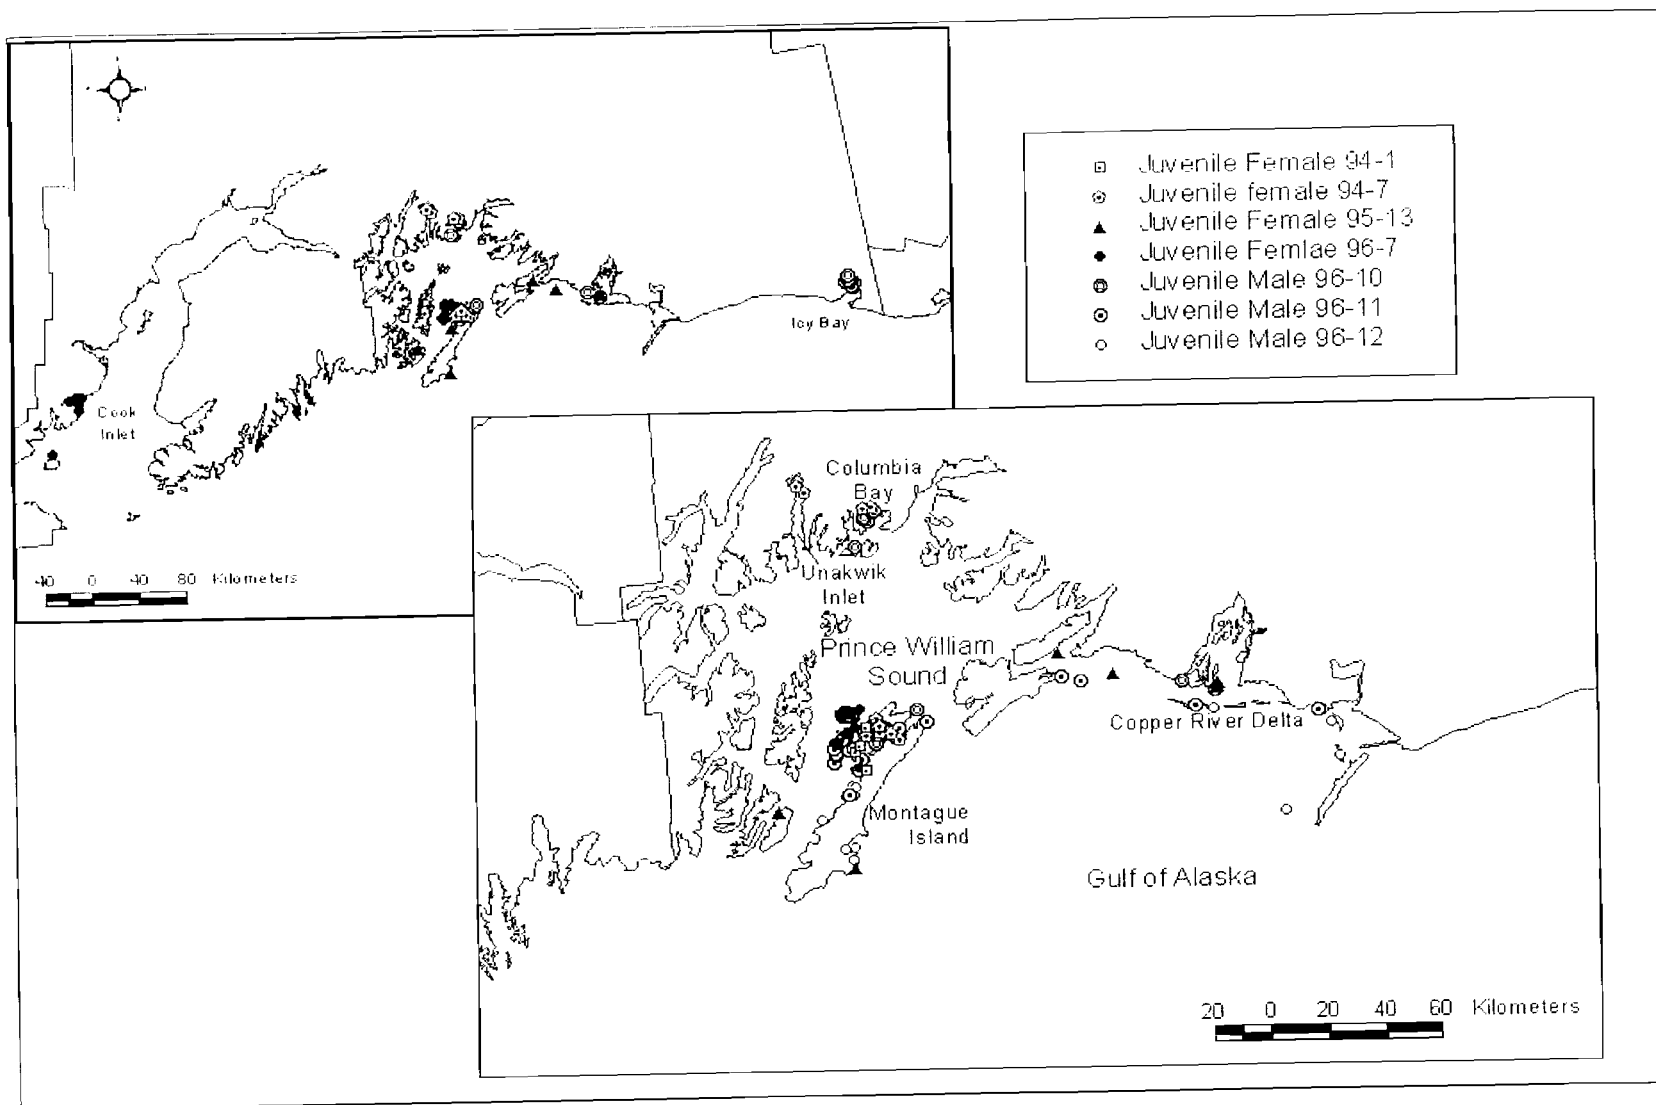 Juvenile Female 94-1
Juvenile female 94-7
Juvenile Female 95-13
Juvenile Femlae 96-7
Juvenile Male 96-10
Juvenile Male 96-11
Juvenile Male 96-12
Icy Bay
Cook
Inlet
40 0 40 80 Kilometers
Columbia
Bay
Unakwik
Inlet
Prince William
Sound
Copper River Delta
Montague
Island
Gulf of Alaska
20 0 20 40 60 Kilometers